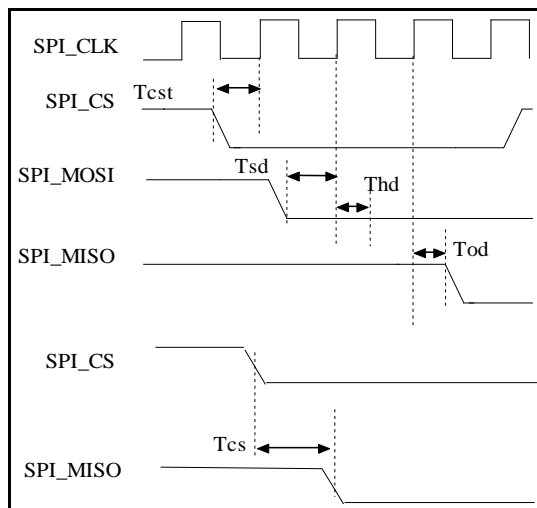 SPI_CLK
SPI_CS
Tcst
SPI_MOSI
Tsd
Thd
SPI_MISO
Tod
SPI_CS
Tcs
SPI_MISO